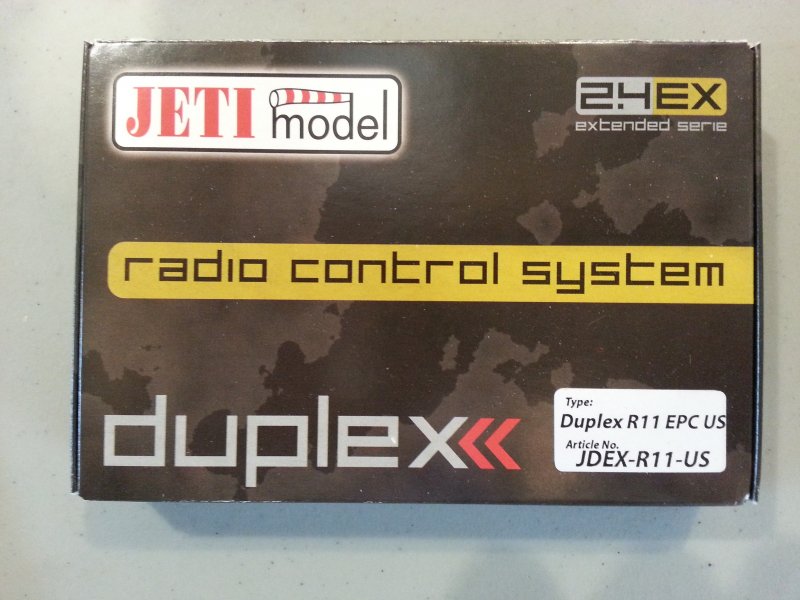 JETI model
2.4EX
extended serie
radio control system
duplex
Type:
Duplex R11 EPC US
Article No.
JDEX-R11-US